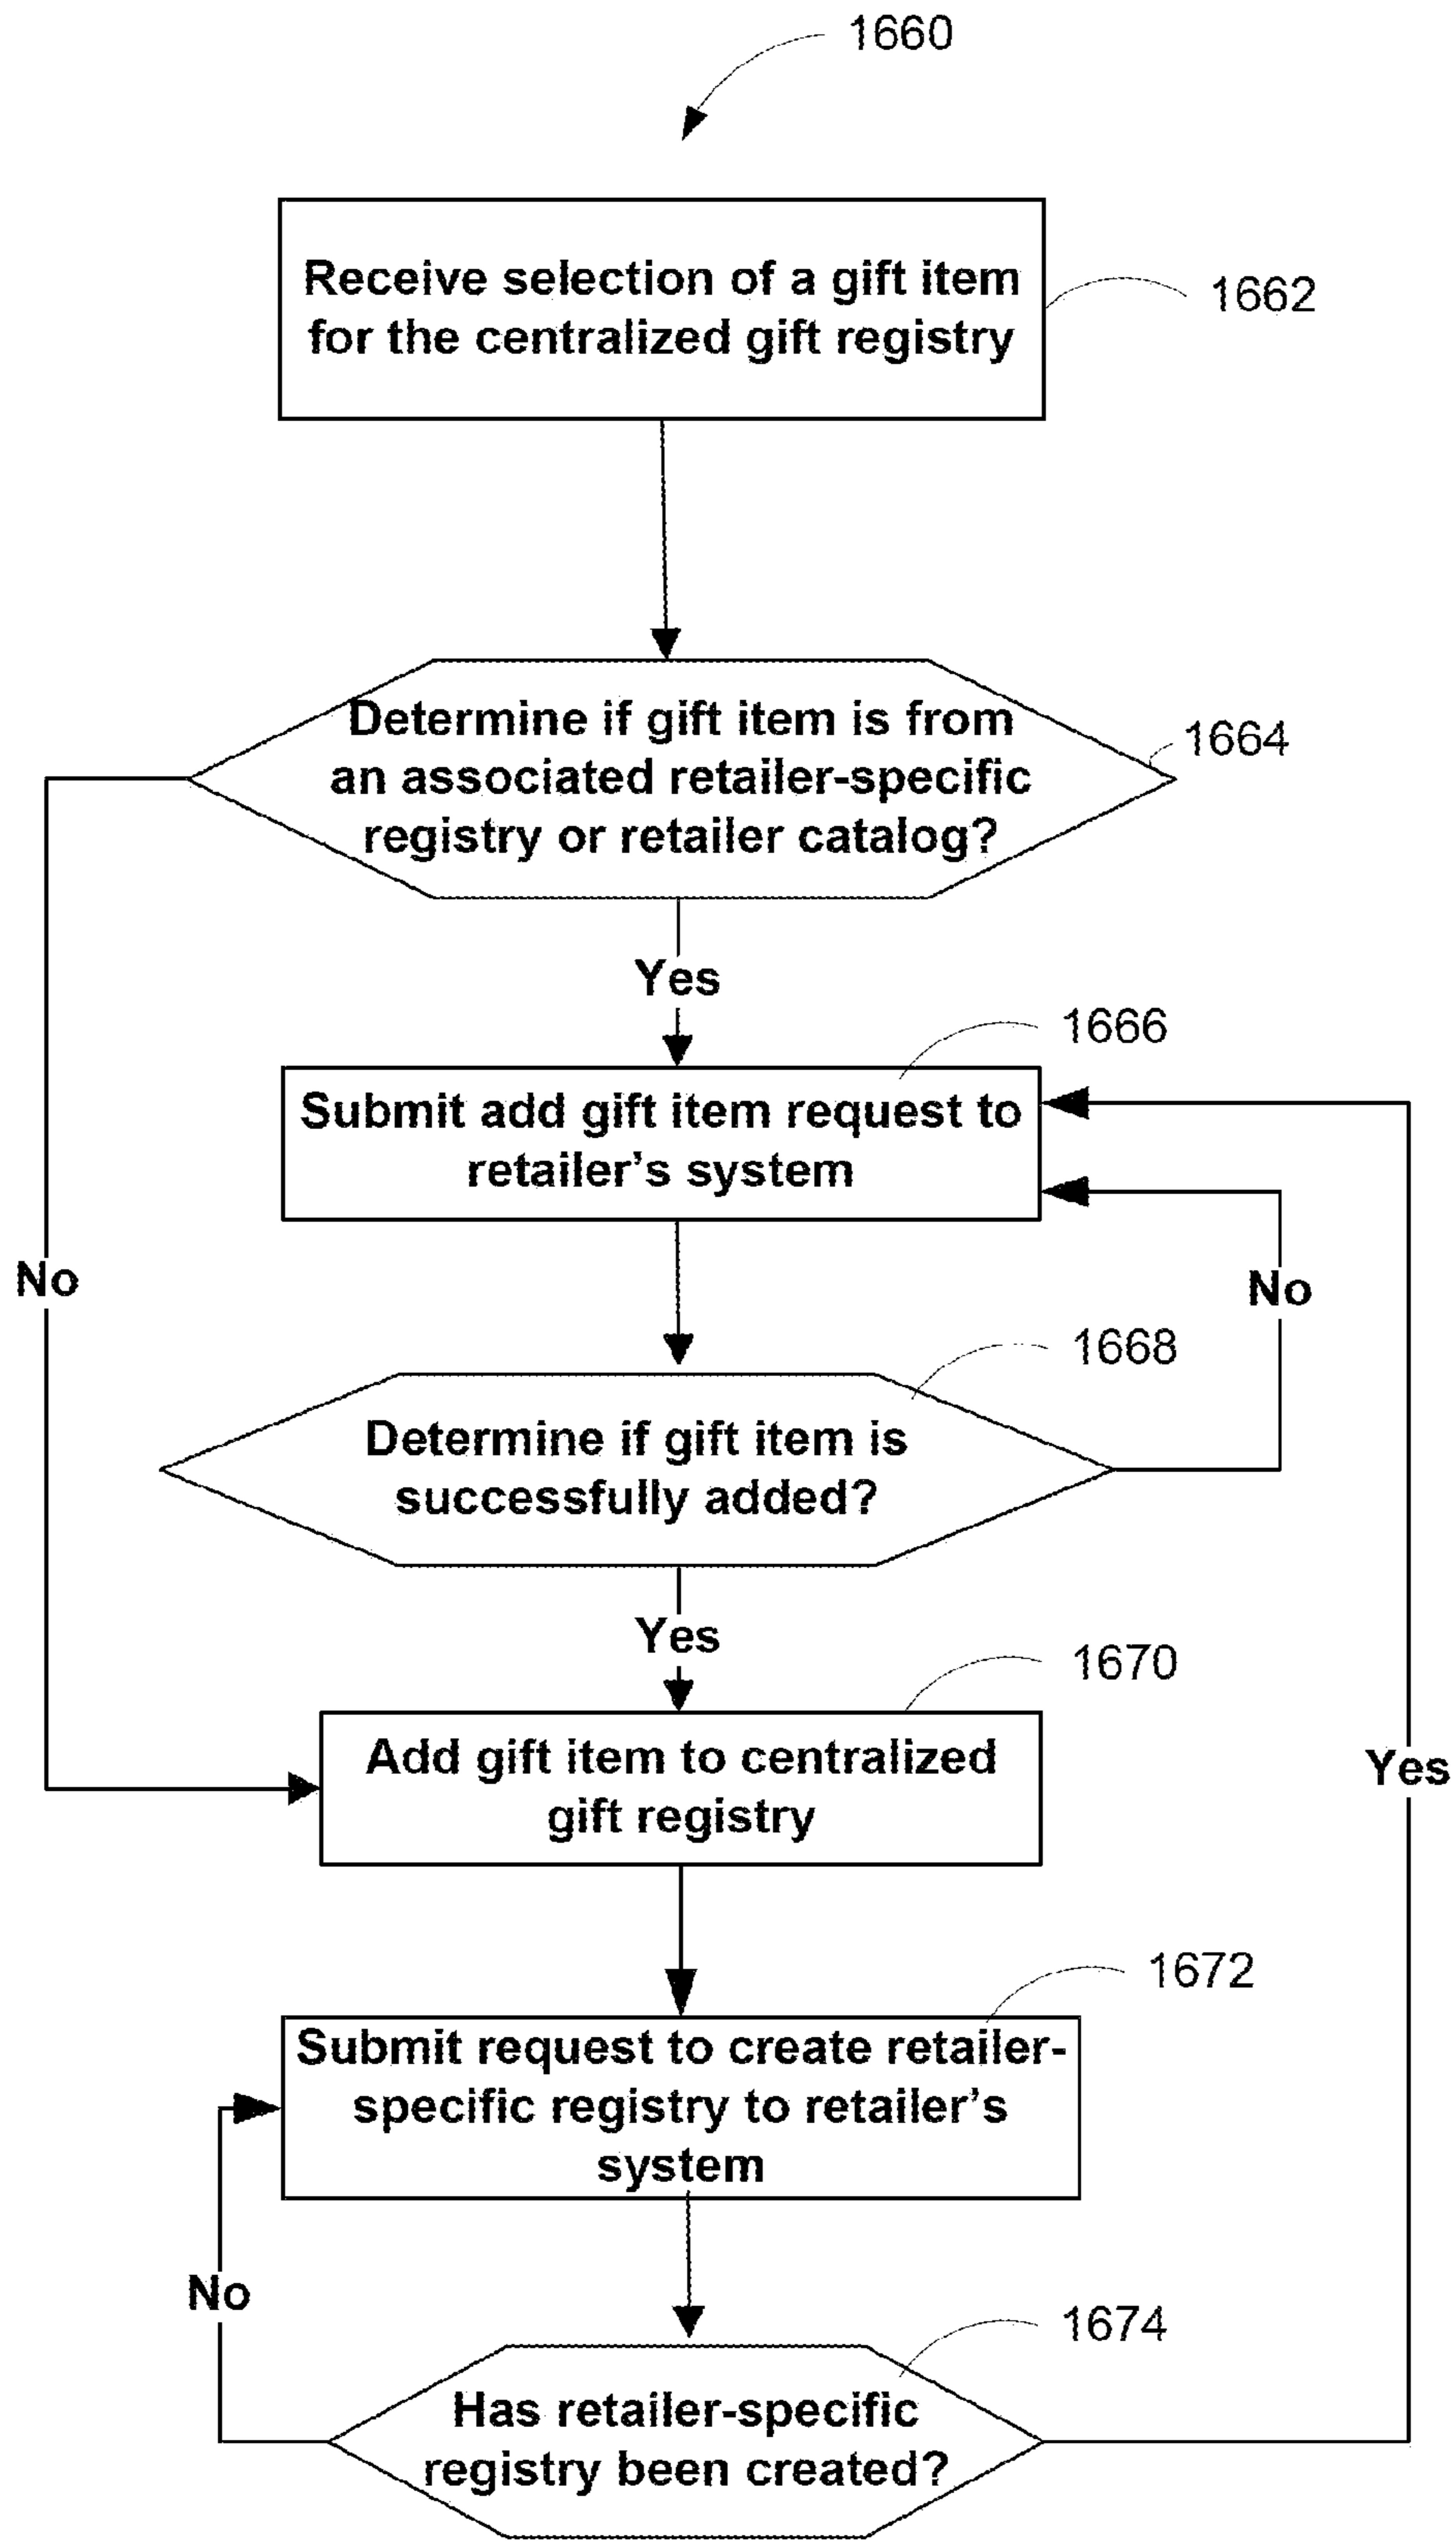 1660
Receive selection of a gift item
for the centralized gift registry
1662
Determine if gift item is from
an associated retailer-specific
registry or retailer catalog?
1664
Yes
1666
Submit add gift item request to
retailer’s system
No
No
1668
Determine if gift item is
successfully added?
Yes
1670
Add gift item to centralized
gift registry
Yes
1672
Submit request to create retailer-
specific registry to retailer’s
system
No
1674
Has retailer-specific
registry been created?